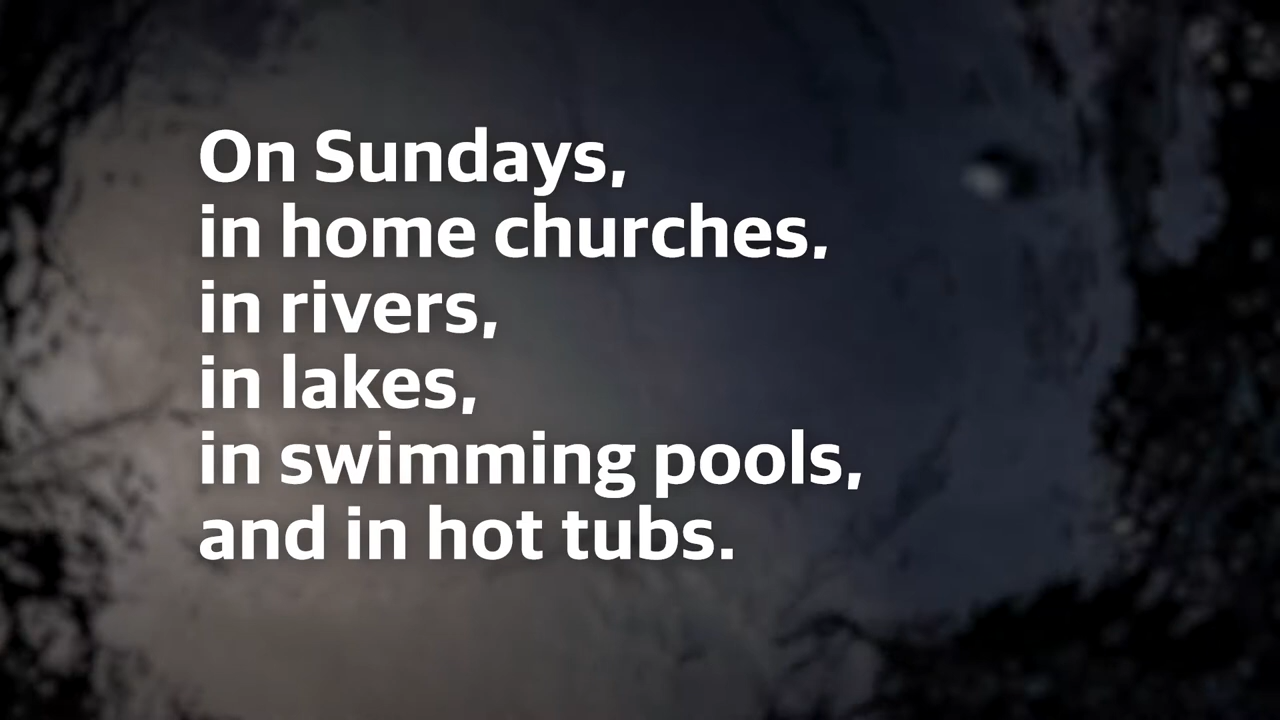 On Sundays,
in home churches,
in rivers,
in lakes,
in swimming pools,
and in hot tubs.